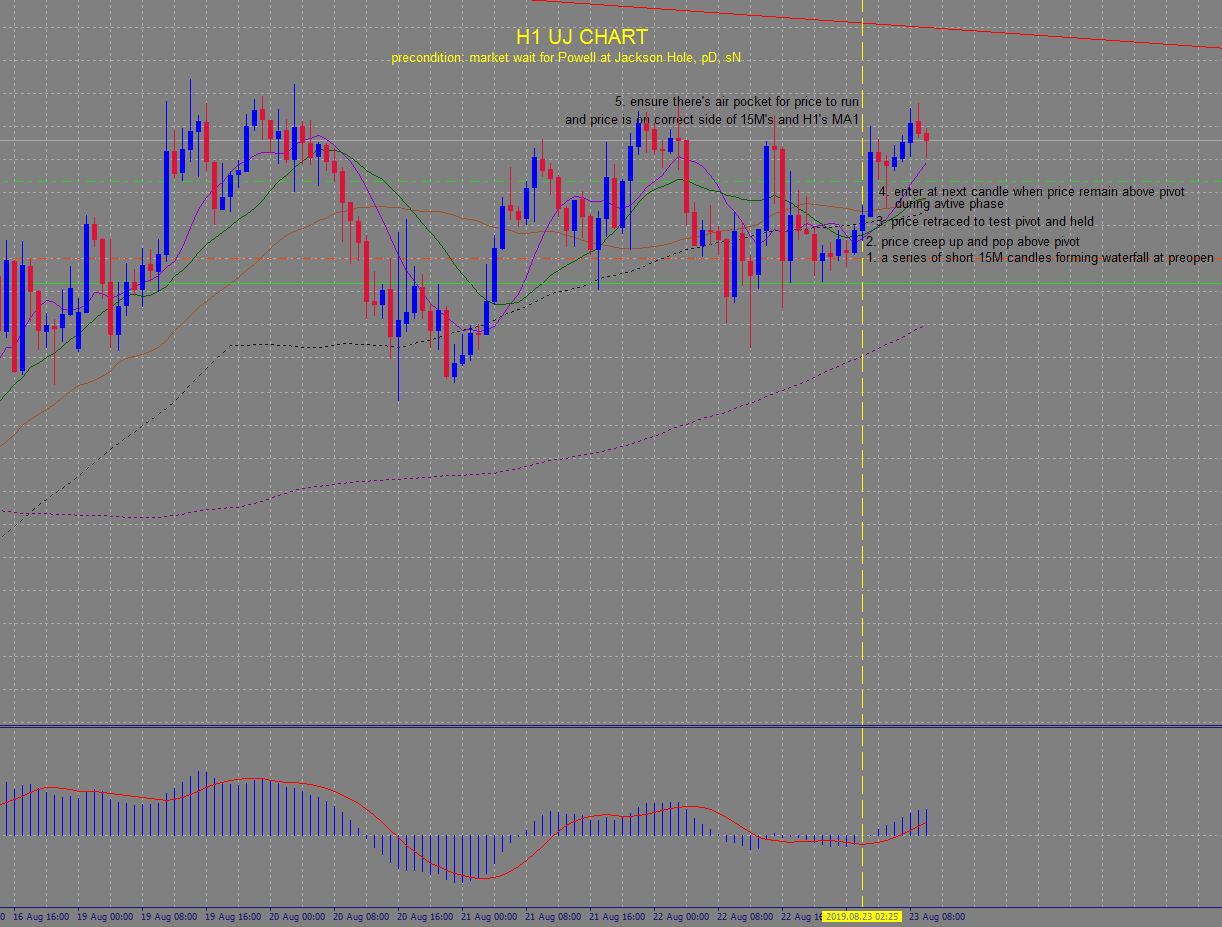 H1 UJ CHART
precondition: market wait for Powell at Jackson Hole, pD, sN
5. ensure there's air pocket for price to run
and price is on correct side of 15M's and H1's MA1
4. enter at next candle when price remain above pivot
during avtive phase
3. price retraced to test pivot and held
2. price creep up and pop above pivot
1. a series of short 15M candles forming waterfall at preopen
0 16 Aug 16:00 19 Aug 00:00 19 Aug 08:00 19 Aug 16:00 20 Aug 00:00 20 Aug 08:00 20 Aug 16:00 21 Aug 00:00 21 Aug 08:00 21 Aug 16:00 22 Aug 00:00 22 Aug 08:00 22 Aug 16 2019.08.23 02:25 23 Aug 08:00